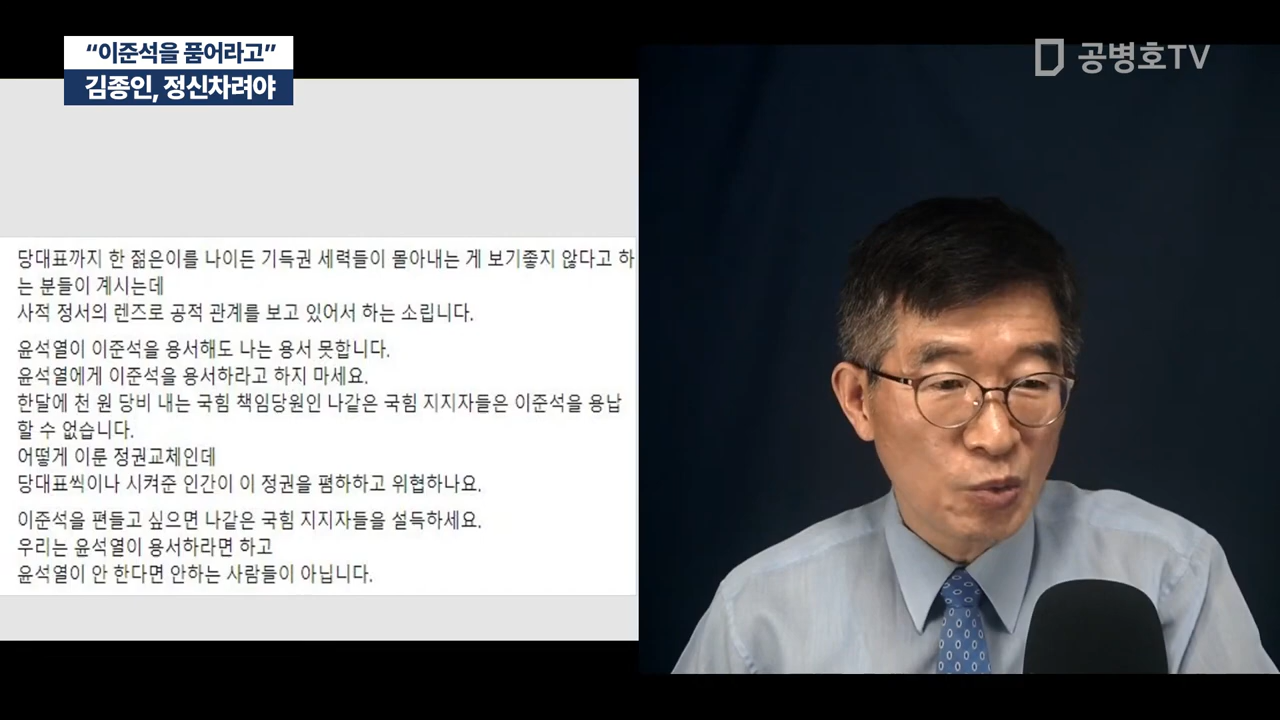 “이준석을 품어라고”
김종인, 정신차려야
공병호TV
당대표까지 한 젊은이를 나이든 기득권 세력들이 몰아내는 게 보기좋지 않다고 하
는 분들이 계시는데
사적 정서의 렌즈로 공적 관계를 보고 있어서 하는 소립니다.
윤석열이 이준석을 용서해도 나는 용서 못합니다.
윤석열에게 이준석을 용서하라고 하지 마세요.
한달에 천 원 당비 내는 국힘 책임당원인 나같은 국힘 지지자들은 이준석을 용납
할 수 없습니다.
어떻게 이룬 정권교체인데
당대표씩이나 시켜준 인간이 이 정권을 폄하하고 위협하나요.
이준석을 편들고 싶으면 나같은 국힘 지지자들을 설득하세요.
우리는 윤석열이 용서하라면 하고
윤석열이 안 한다면 안하는 사람들이 아닙니다.